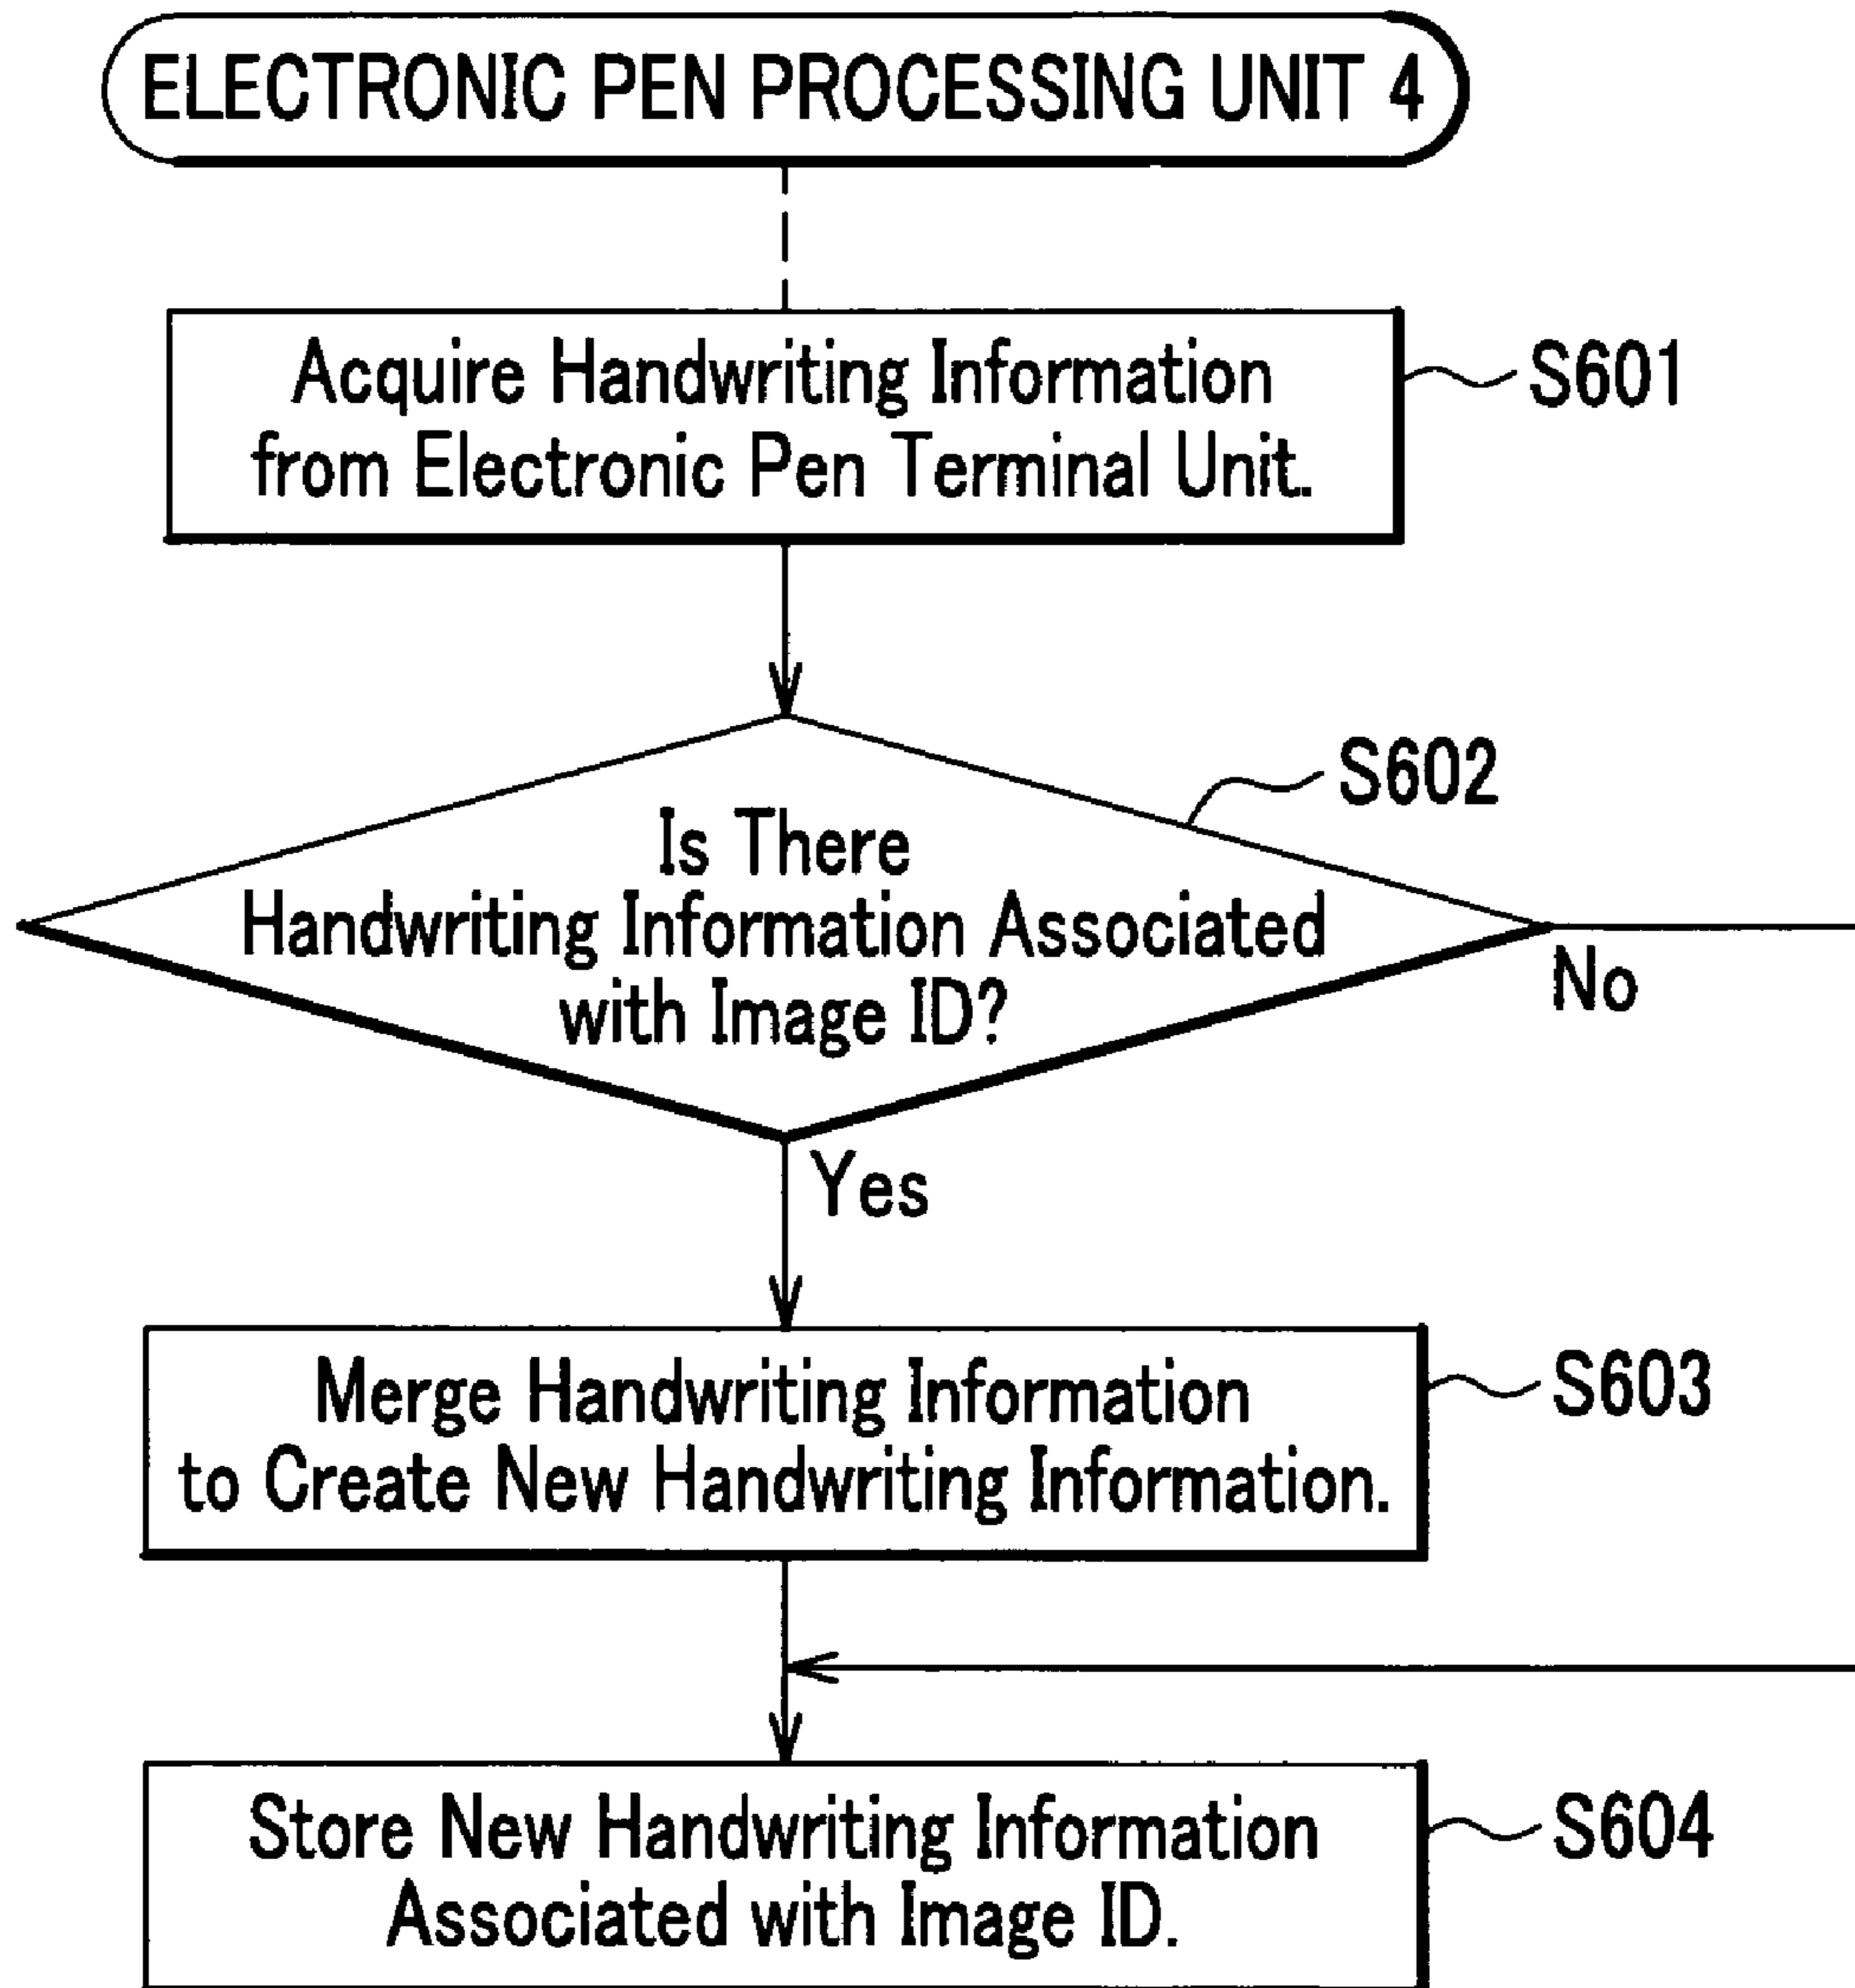 ELECTRONIC PEN PROCESSING UNIT 4
Acquire Handwriting Information
from Electronic Pen Terminal Unit.
S601
S602
Is There
Handwriting Information Associated
with Image ID?
No
Yes
Merge Handwriting Information
to Create New Handwriting Information.
S603
Store New Handwriting Information
Associated with Image ID.
S604